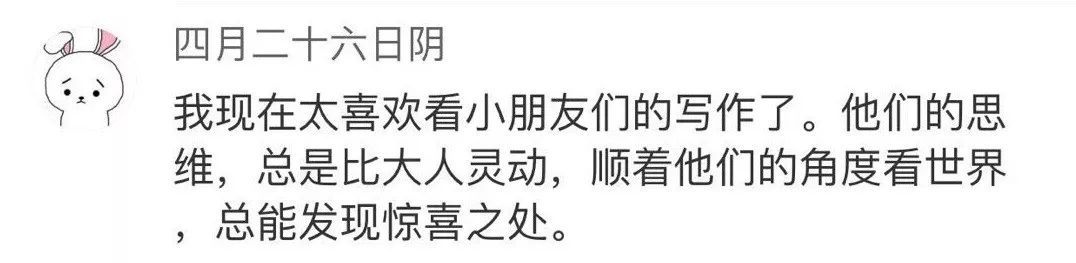 四月二十六日阴
我现在太喜欢看小朋友们的写作了。他们的思
维，总是比大人灵动，顺着他们的角度看世界
，总能发现惊喜之处。